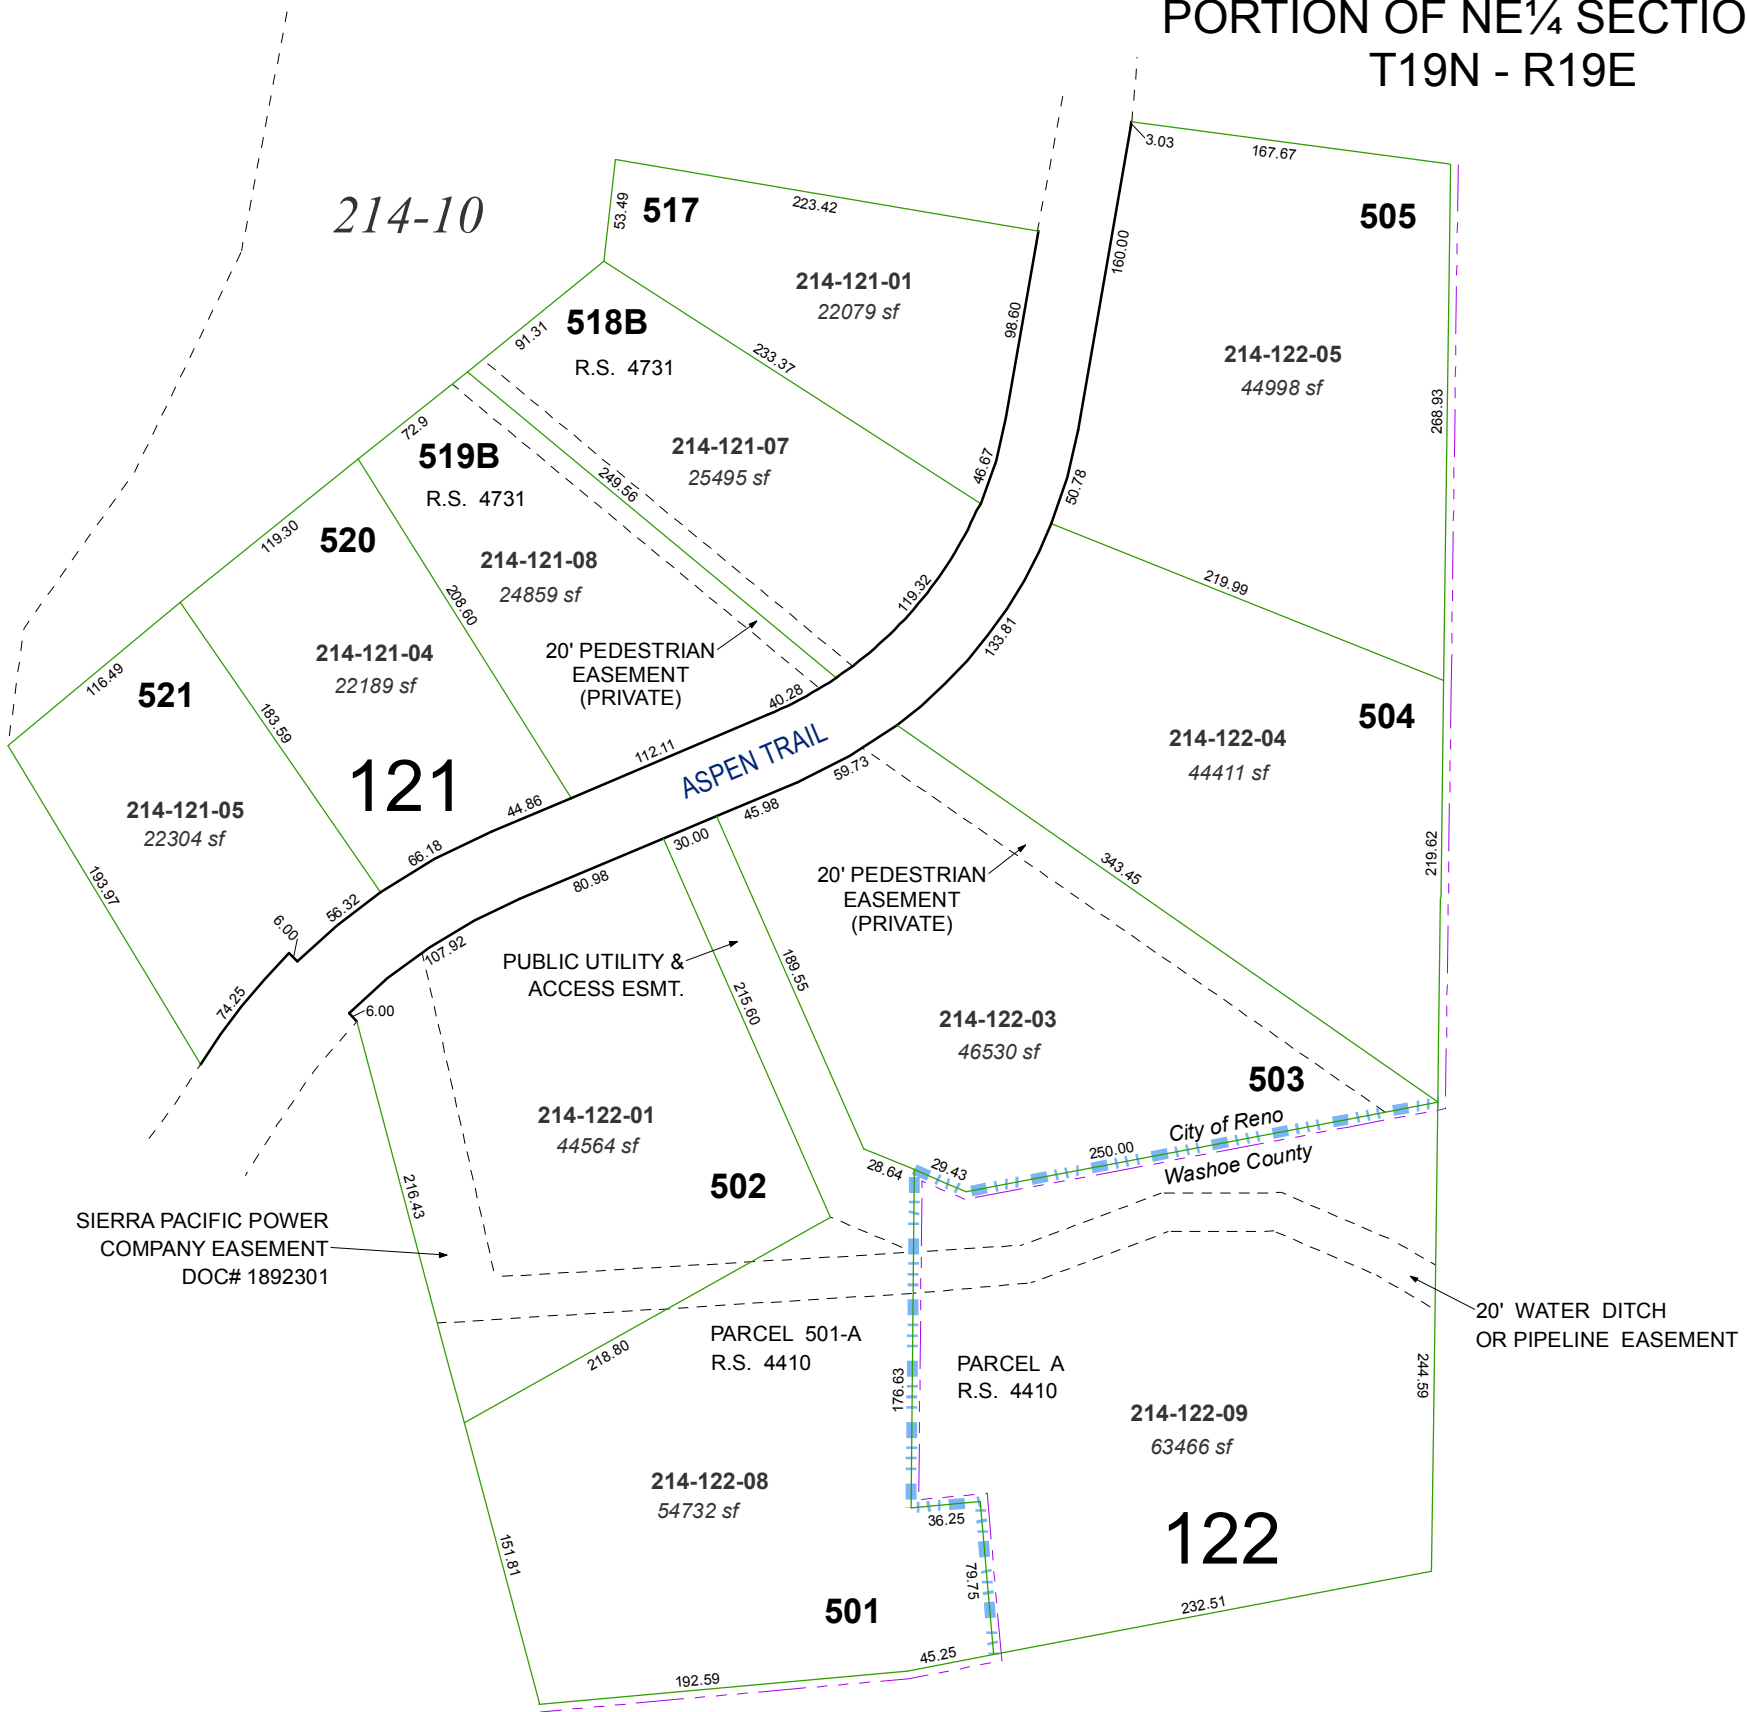 PORTION OF NE¼ SECTIO
T19N - R19E
214-10
517
53.49
223.42
214-121-01
22079 sf
98.60
3.03
167.67
505
160.00
214-122-05
44998 sf
268.93
518B
R.S. 4731
91.31
233.37
46.67
50.78
214-121-07
25495 sf
72.9
519B
R.S. 4731
249.56
214-121-08
24859 sf
119.30
520
208.60
119.32
133.81
219.99
214-121-04
22189 sf
20' PEDESTRIAN
EASEMENT
(PRIVATE)
40.28
116.49
521
183.59
121
112.11
ASPEN TRAIL
504
214-122-04
44411 sf
219.62
214-121-05
22304 sf
44.86
66.18
59.73
45.98
30.00
80.98
193.97
6.00
56.32
107.92
74.25
6.00
20' PEDESTRIAN
EASEMENT
(PRIVATE)
343.45
PUBLIC UTILITY &
ACCESS ESMT.
189.55
215.60
214-122-03
46530 sf
503
City of Reno
250.00
Washoe County
214-122-01
44564 sf
502
28.64
29.43
216.43
SIERRA PACIFIC POWER
COMPANY EASEMENT
DOC# 1892301
20' WATER DITCH
OR PIPELINE EASEMENT
218.80
PARCEL 501-A
R.S. 4410
PARCEL A
R.S. 4410
176.63
244.59
214-122-09
63466 sf
214-122-08
54732 sf
36.25
122
151.81
79.75
501
232.51
45.25
192.59